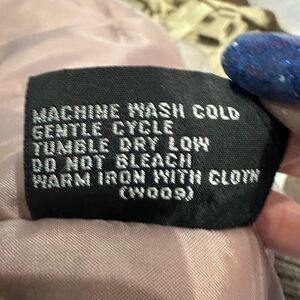 MACHINE WASH COLD
GENTLE CYCLE
TUMBLE DRY LOW
DO NOT BLEACH
WARM IRON WITH CLOTH
(W009)